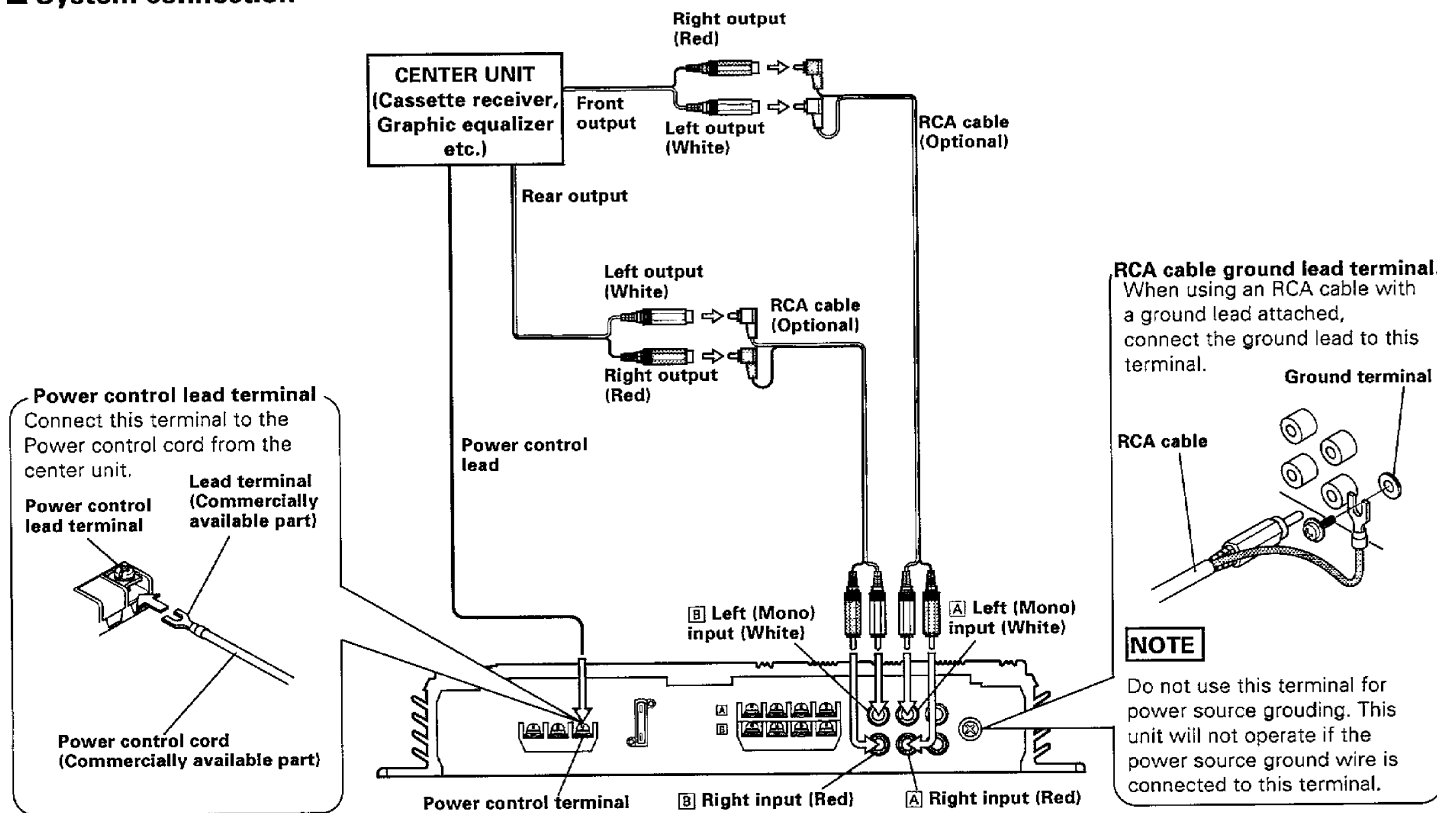 ■ System connection
Right output
(Red)
CENTER UNIT
(Cassette receiver,
Graphic equalizer
etc.)
Front
output
Left output
(White)
RCA cable
(Optional)
Rear output
Left output
(White)
RCA cable
(Optional)
Right output
(Red)
RCA cable ground lead terminal.
When using an RCA cable with
a ground lead attached,
connect the ground lead to this
terminal.
Ground terminal
RCA cable
Power control lead terminal
Connect this terminal to the
Power control cord from the
center unit.
Lead terminal
(Commercially
available part)
Power control
lead terminal
Power control cord
(Commercially available part)
Power control
lead
B Left (Mono)
input (White)
A Left (Mono)
input (White)
NOTE
Do not use this terminal for
power source grouding. This
unit will not operate if the
power source ground wire is
connected to this terminal.
A
B
Power control terminal
B Right input (Red)
A Right input (Red)